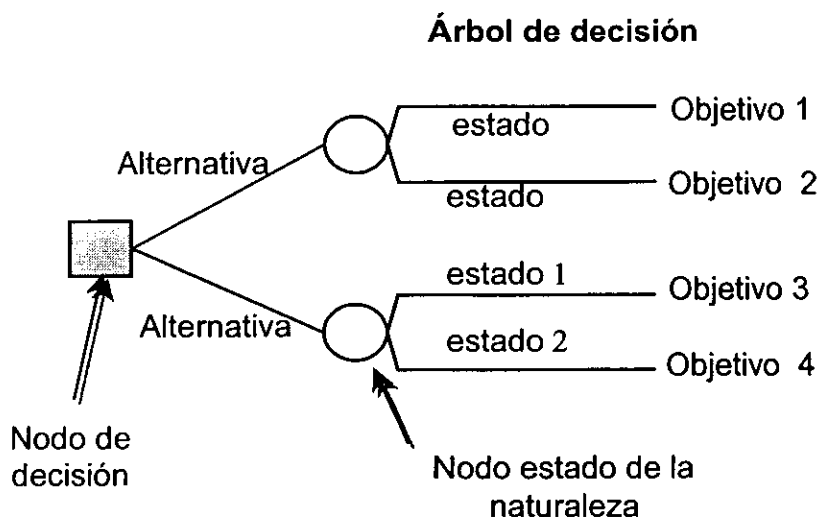 Árbol de decisión
estado
Objetivo 1
Alternativa
estado
Objetivo 2
estado 1
Objetivo 3
Alternativa
estado 2
Objetivo 4
Nodo de
decisión
Nodo estado de la
naturaleza